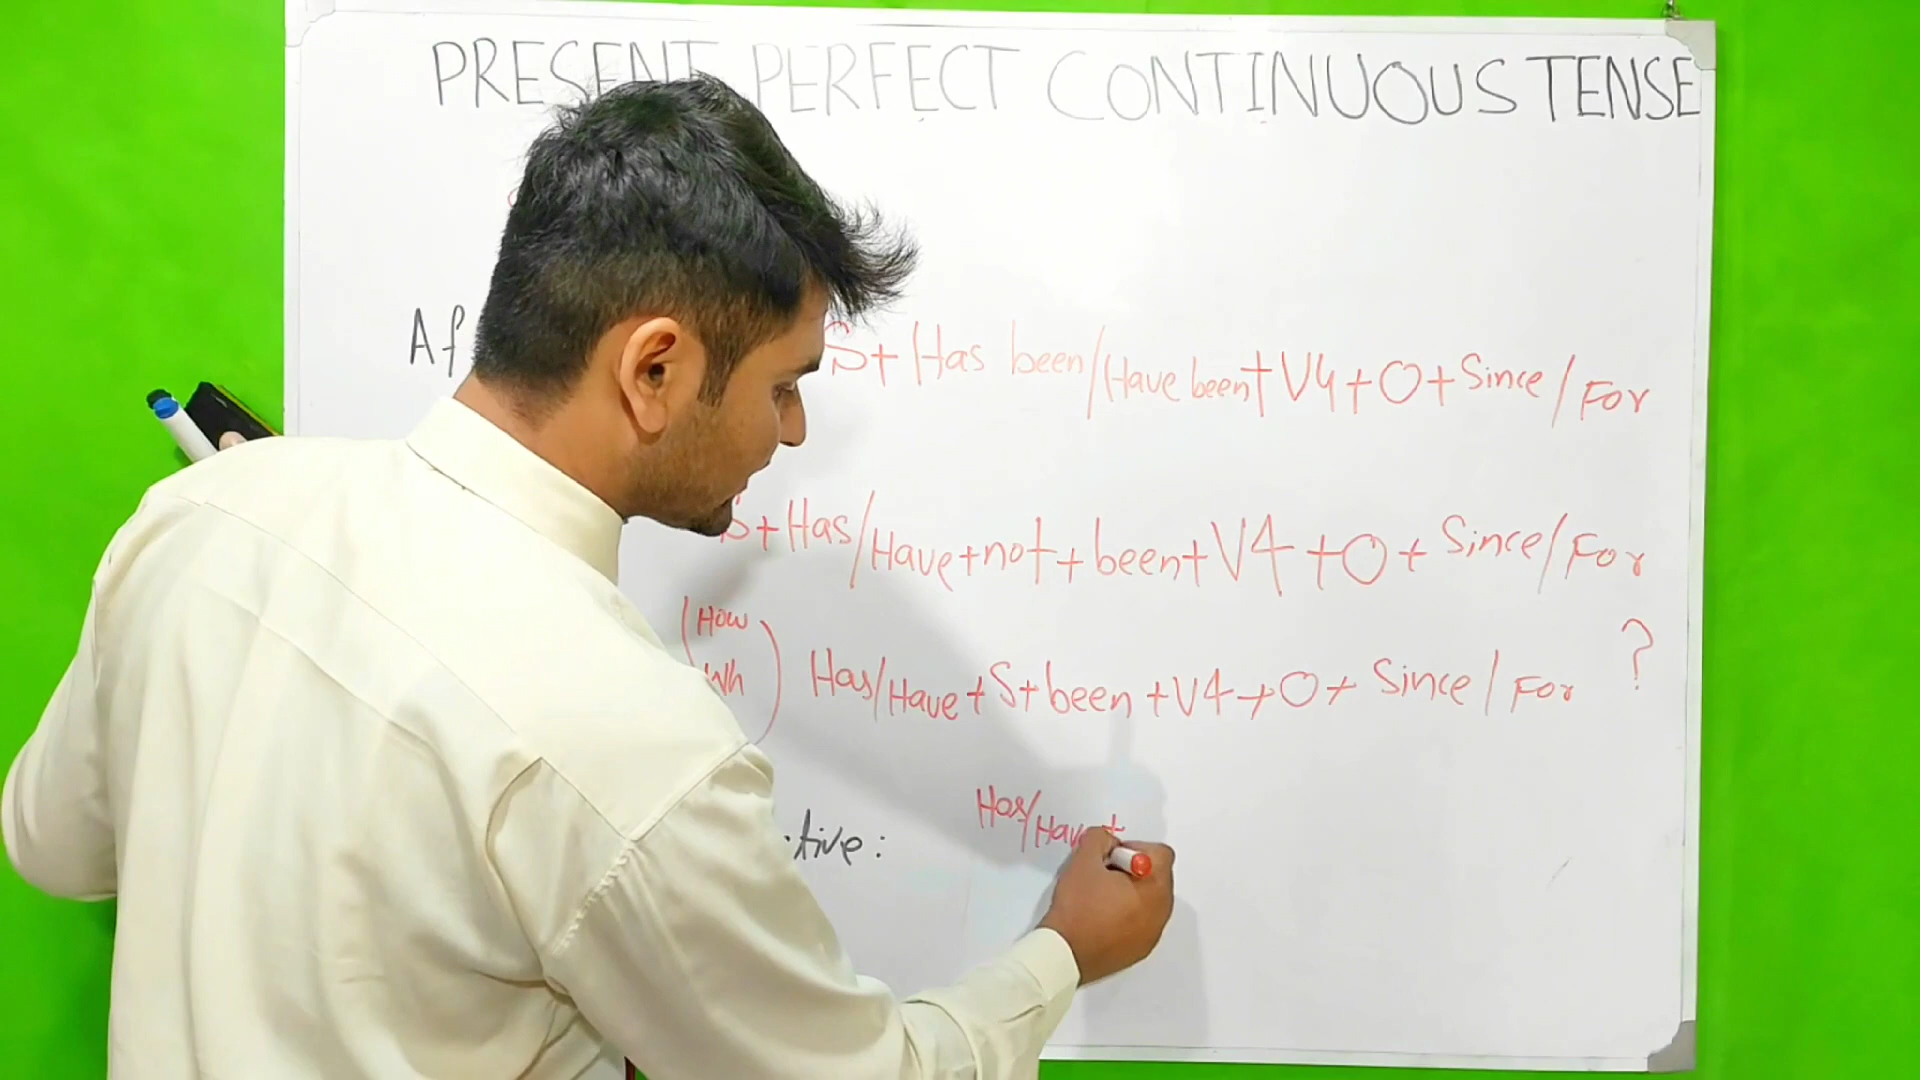 PRESENT PERFECT CONTINUOUS TENSE
Af S+ Has been/Have been+ V4+O+Since/For
S+Has/Have+not+been+V4+O+Since/For
(How
Wh) Has/Have+S+been+V4+O+Since/For ?
tive: Has/Have+